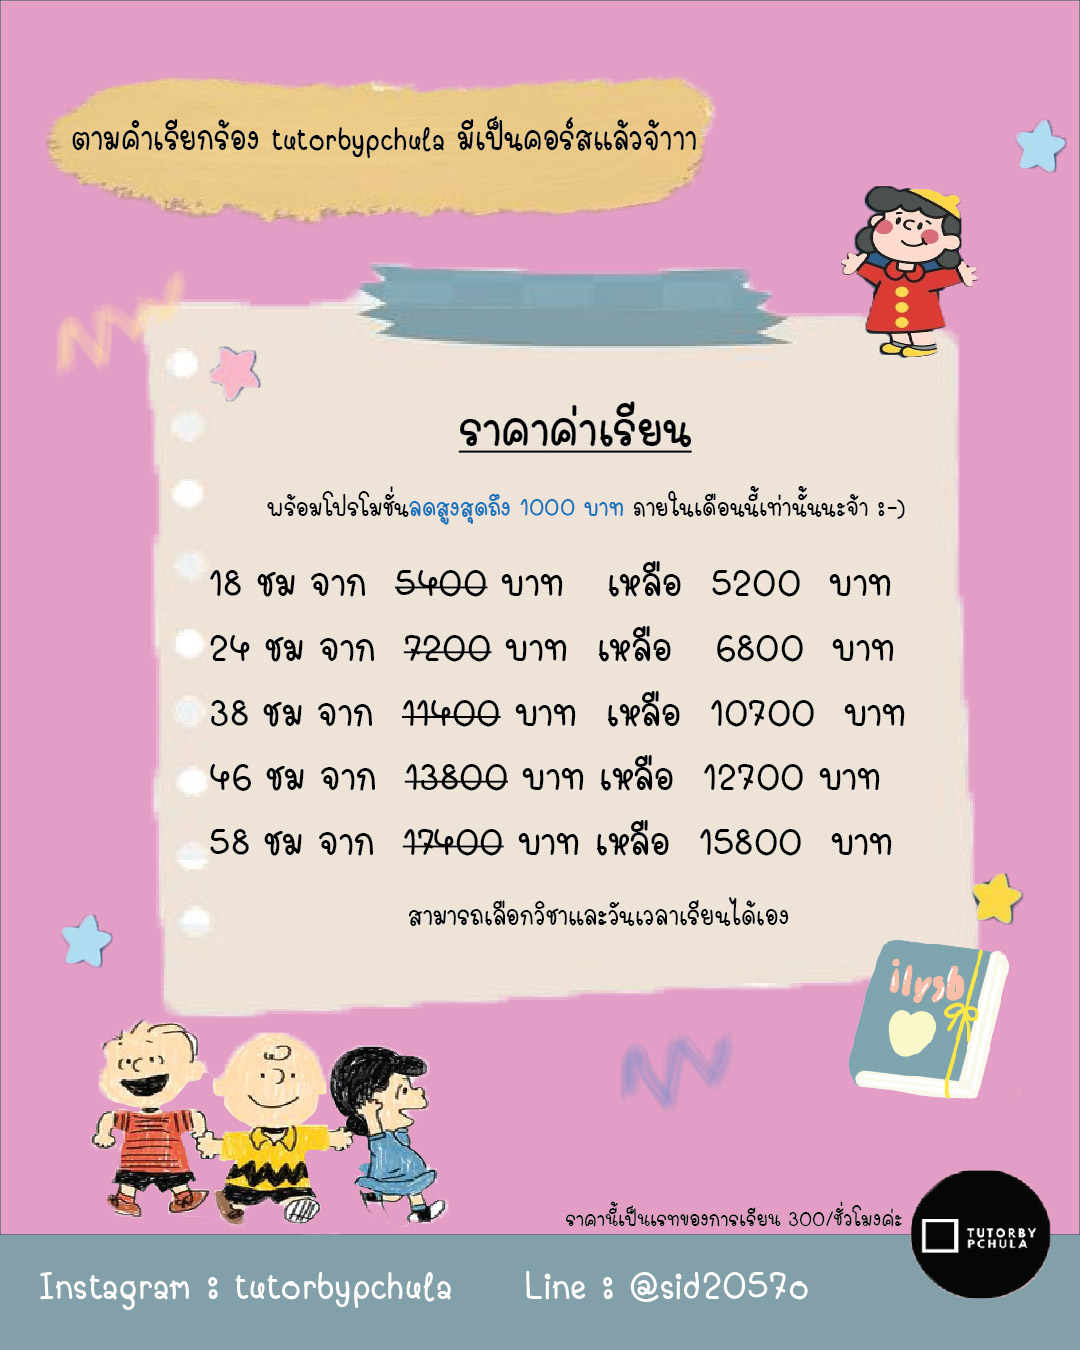 ตามคำเรียกร้อง tutorbypchula มีเป็นคอร์สแล้วจ้าาา
ราคาค่าเรียน
พร้อมโปรโมชั่นลดสูงสุดถึง 1000 บาท ภายในเดือนนี้เท่านั้นนะจ้า :-)
18 ชม จาก 5400 บาท เหลือ 5200 บาท
24 ชม จาก 7200 บาท เหลือ 6800 บาท
38 ชม จาก 11400 บาท เหลือ 10700 บาท
46 ชม จาก 13800 บาท เหลือ 12700 บาท
58 ชม จาก 17400 บาท เหลือ 15800 บาท
สามารถเลือกวิชาและวันเวลาเรียนได้เอง
ilysb
ราคานี้เป็นเรทของการเรียน 300/ชั่วโมงค่ะ
TUTORBY
PCHULA
Instagram : tutorbypchula Line : @sid2057o